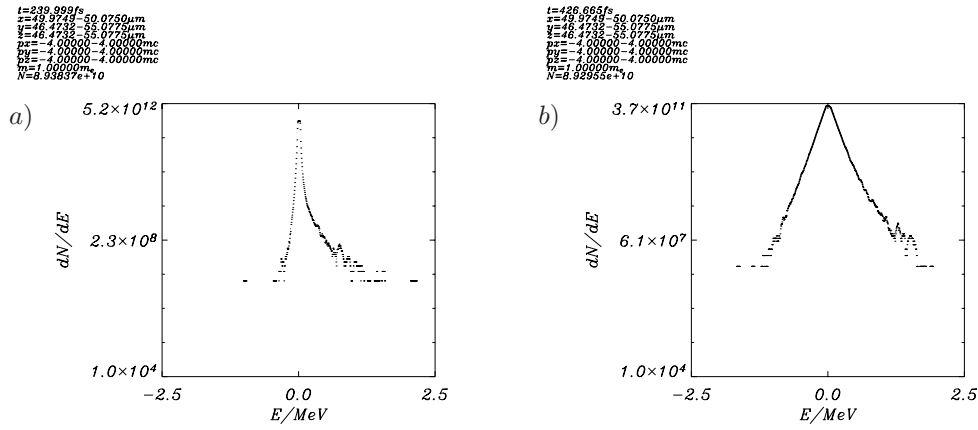 t=239.999fs
x=49.9749-50.0750μm
y=46.4732-55.0775μm
z=46.4732-55.0775μm
px=-4.00000-4.00000mc
py=-4.00000-4.00000mc
pz=-4.00000-4.00000mc
m=1.00000mₑ
N=8.93837e+10
a)
5.2×10¹²
2.3×10⁸
1.0×10⁴
dN/dE
-2.5
0.0
2.5
E/MeV
t=426.665fs
x=49.9749-50.0750μm
y=46.4732-55.0775μm
z=46.4732-55.0775μm
px=-4.00000-4.00000mc
py=-4.00000-4.00000mc
pz=-4.00000-4.00000mc
m=1.00000mₑ
N=8.92955e+10
b)
3.7×10¹¹
6.1×10⁷
1.0×10⁴
dN/dE
-2.5
0.0
2.5
E/MeV